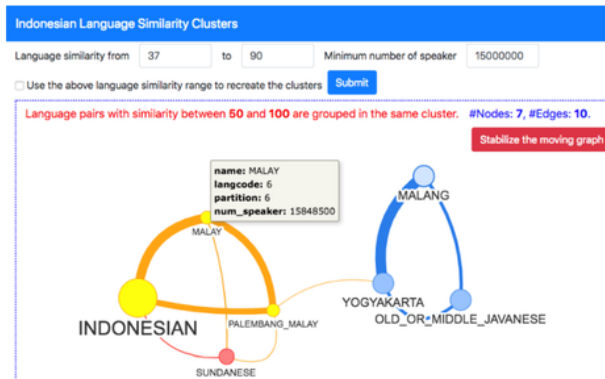 Indonesian Language Similarity Clusters
Language similarity from 37 to 90 Minimum number of speaker 15000000
Use the above language similarity range to recreate the clusters Submit
Language pairs with similarity between 50 and 100 are grouped in the same cluster. #Nodes: 7, #Edges: 10.
Stabilize the moving graph
name: MALAY
langcode: 6
partition: 6
num_speaker: 15848500
MALAY
MALANG
INDONESIAN
PALEMBANG_MALAY
YOGYAKARTA
OLD_OR_MIDDLE_JAVANESE
SUNDANESE